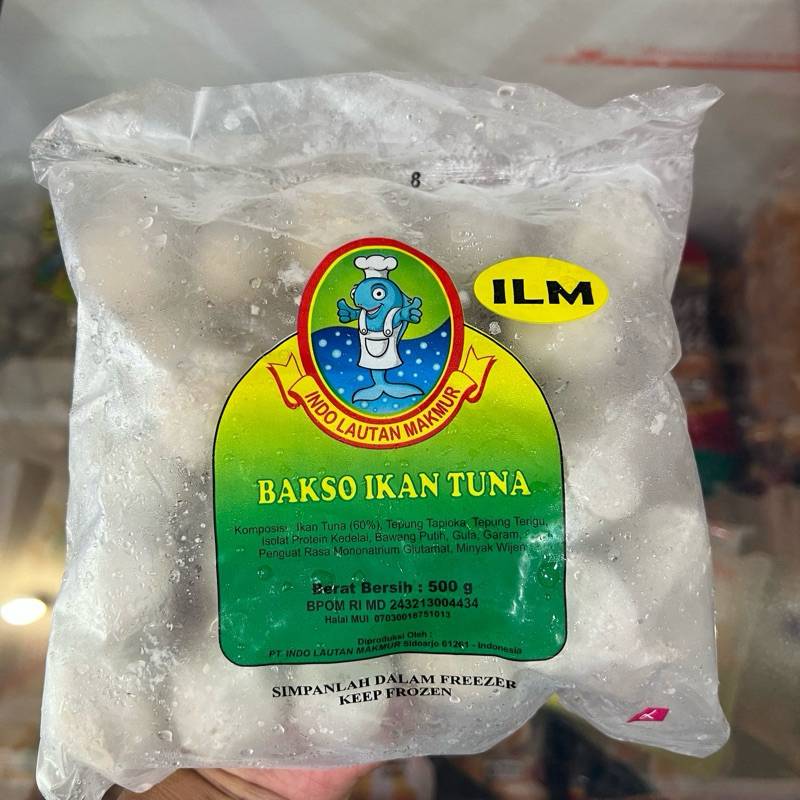 8
ILM
INDO LAUTAN MAKMUR
BAKSO IKAN TUNA
Komposisi: Ikan Tuna (60%), Tepung Tapioka, Tepung Terigu,
Isolat Protein Kedelai, Bawang Putih, Gula, Garam,
Penguat Rasa Mononatrium Glutamat, Minyak Wijen
Berat Bersih : 500 g
BPOM RI MD 243213004434
Halal MUI 07030018751013
Diproduksi Oleh :
PT. INDO LAUTAN MAKMUR Sidoarjo 61261 - Indonesia
SIMPANLAH DALAM FREEZER
KEEP FROZEN